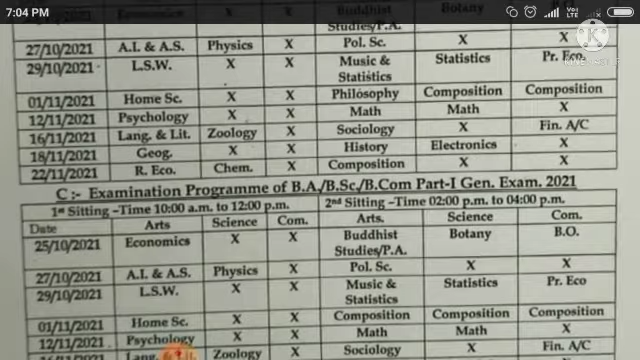 7:04 PM
Economics X X Buddhist Botany
Studies/P.A.
27/10/2021 A.I. & A.S. Physics X Pol. Sc. X X
29/10/2021 L.S.W. X X Music & Statistics Pr. Eco.
Statistics
01/11/2021 Home Sc. X X Philosophy Composition Composition
12/11/2021 Psychology X X Math Math X
16/11/2021 Lang. & Lit. Zoology X Sociology X Fin. A/C
18/11/2021 Geog. X X History Electronics X
22/11/2021 R. Eco. Chem. X Composition X X
C :- Examination Programme of B.A./B.Sc./B.Com Part-I Gen. Exam. 2021
1st Sitting –Time 10:00 a.m. to 12:00 p.m. 2nd Sitting –Time 02:00 p.m. to 04:00 p.m.
Date Arts Science Com. Arts. Science Com.
25/10/2021 Economics X X Buddhist Botany B.O.
Studies/P.A.
27/10/2021 A.I. & A.S. Physics X Pol. Sc. X X
29/10/2021 L.S.W. X X Music & Statistics Pr. Eco
Statistics
01/11/2021 Home Sc. X X Composition Composition Composition
12/11/2021 Psychology X X Math Math X
Lang. Zoology X Sociology X Fin. A/C